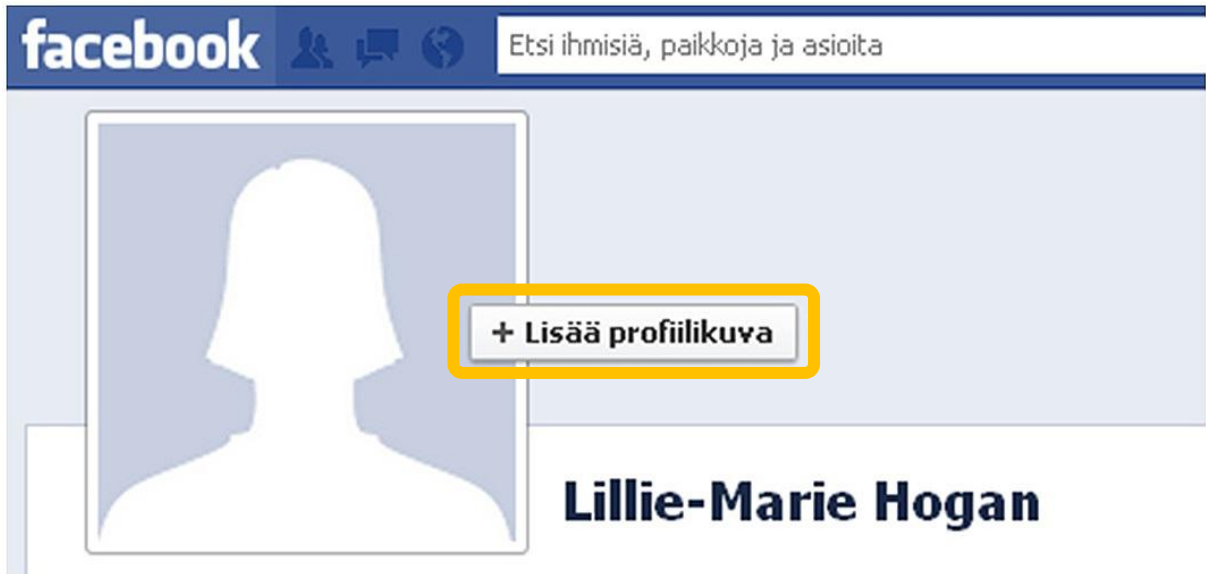 facebook Etsi ihmisiä, paikkoja ja asioita
+ Lisää profiilikuva
Lillie-Marie Hogan